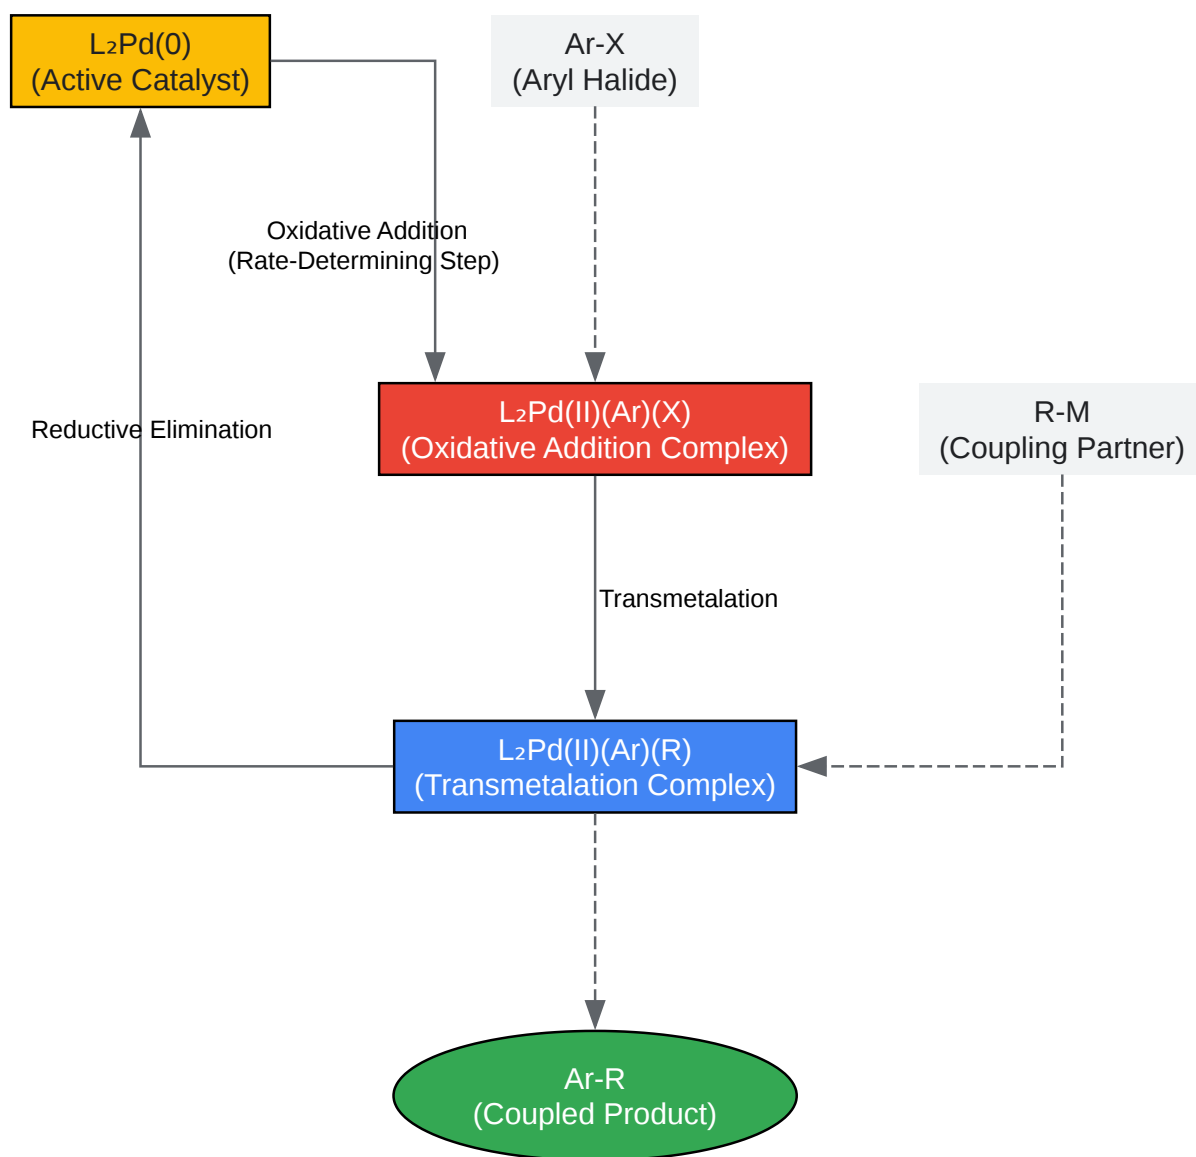 L₂Pd(0)
(Active Catalyst)
Ar-X
(Aryl Halide)
Oxidative Addition
(Rate-Determining Step)
L₂Pd(II)(Ar)(X)
(Oxidative Addition Complex)
R-M
(Coupling Partner)
Reductive Elimination
Transmetalation
L₂Pd(II)(Ar)(R)
(Transmetalation Complex)
Ar-R
(Coupled Product)